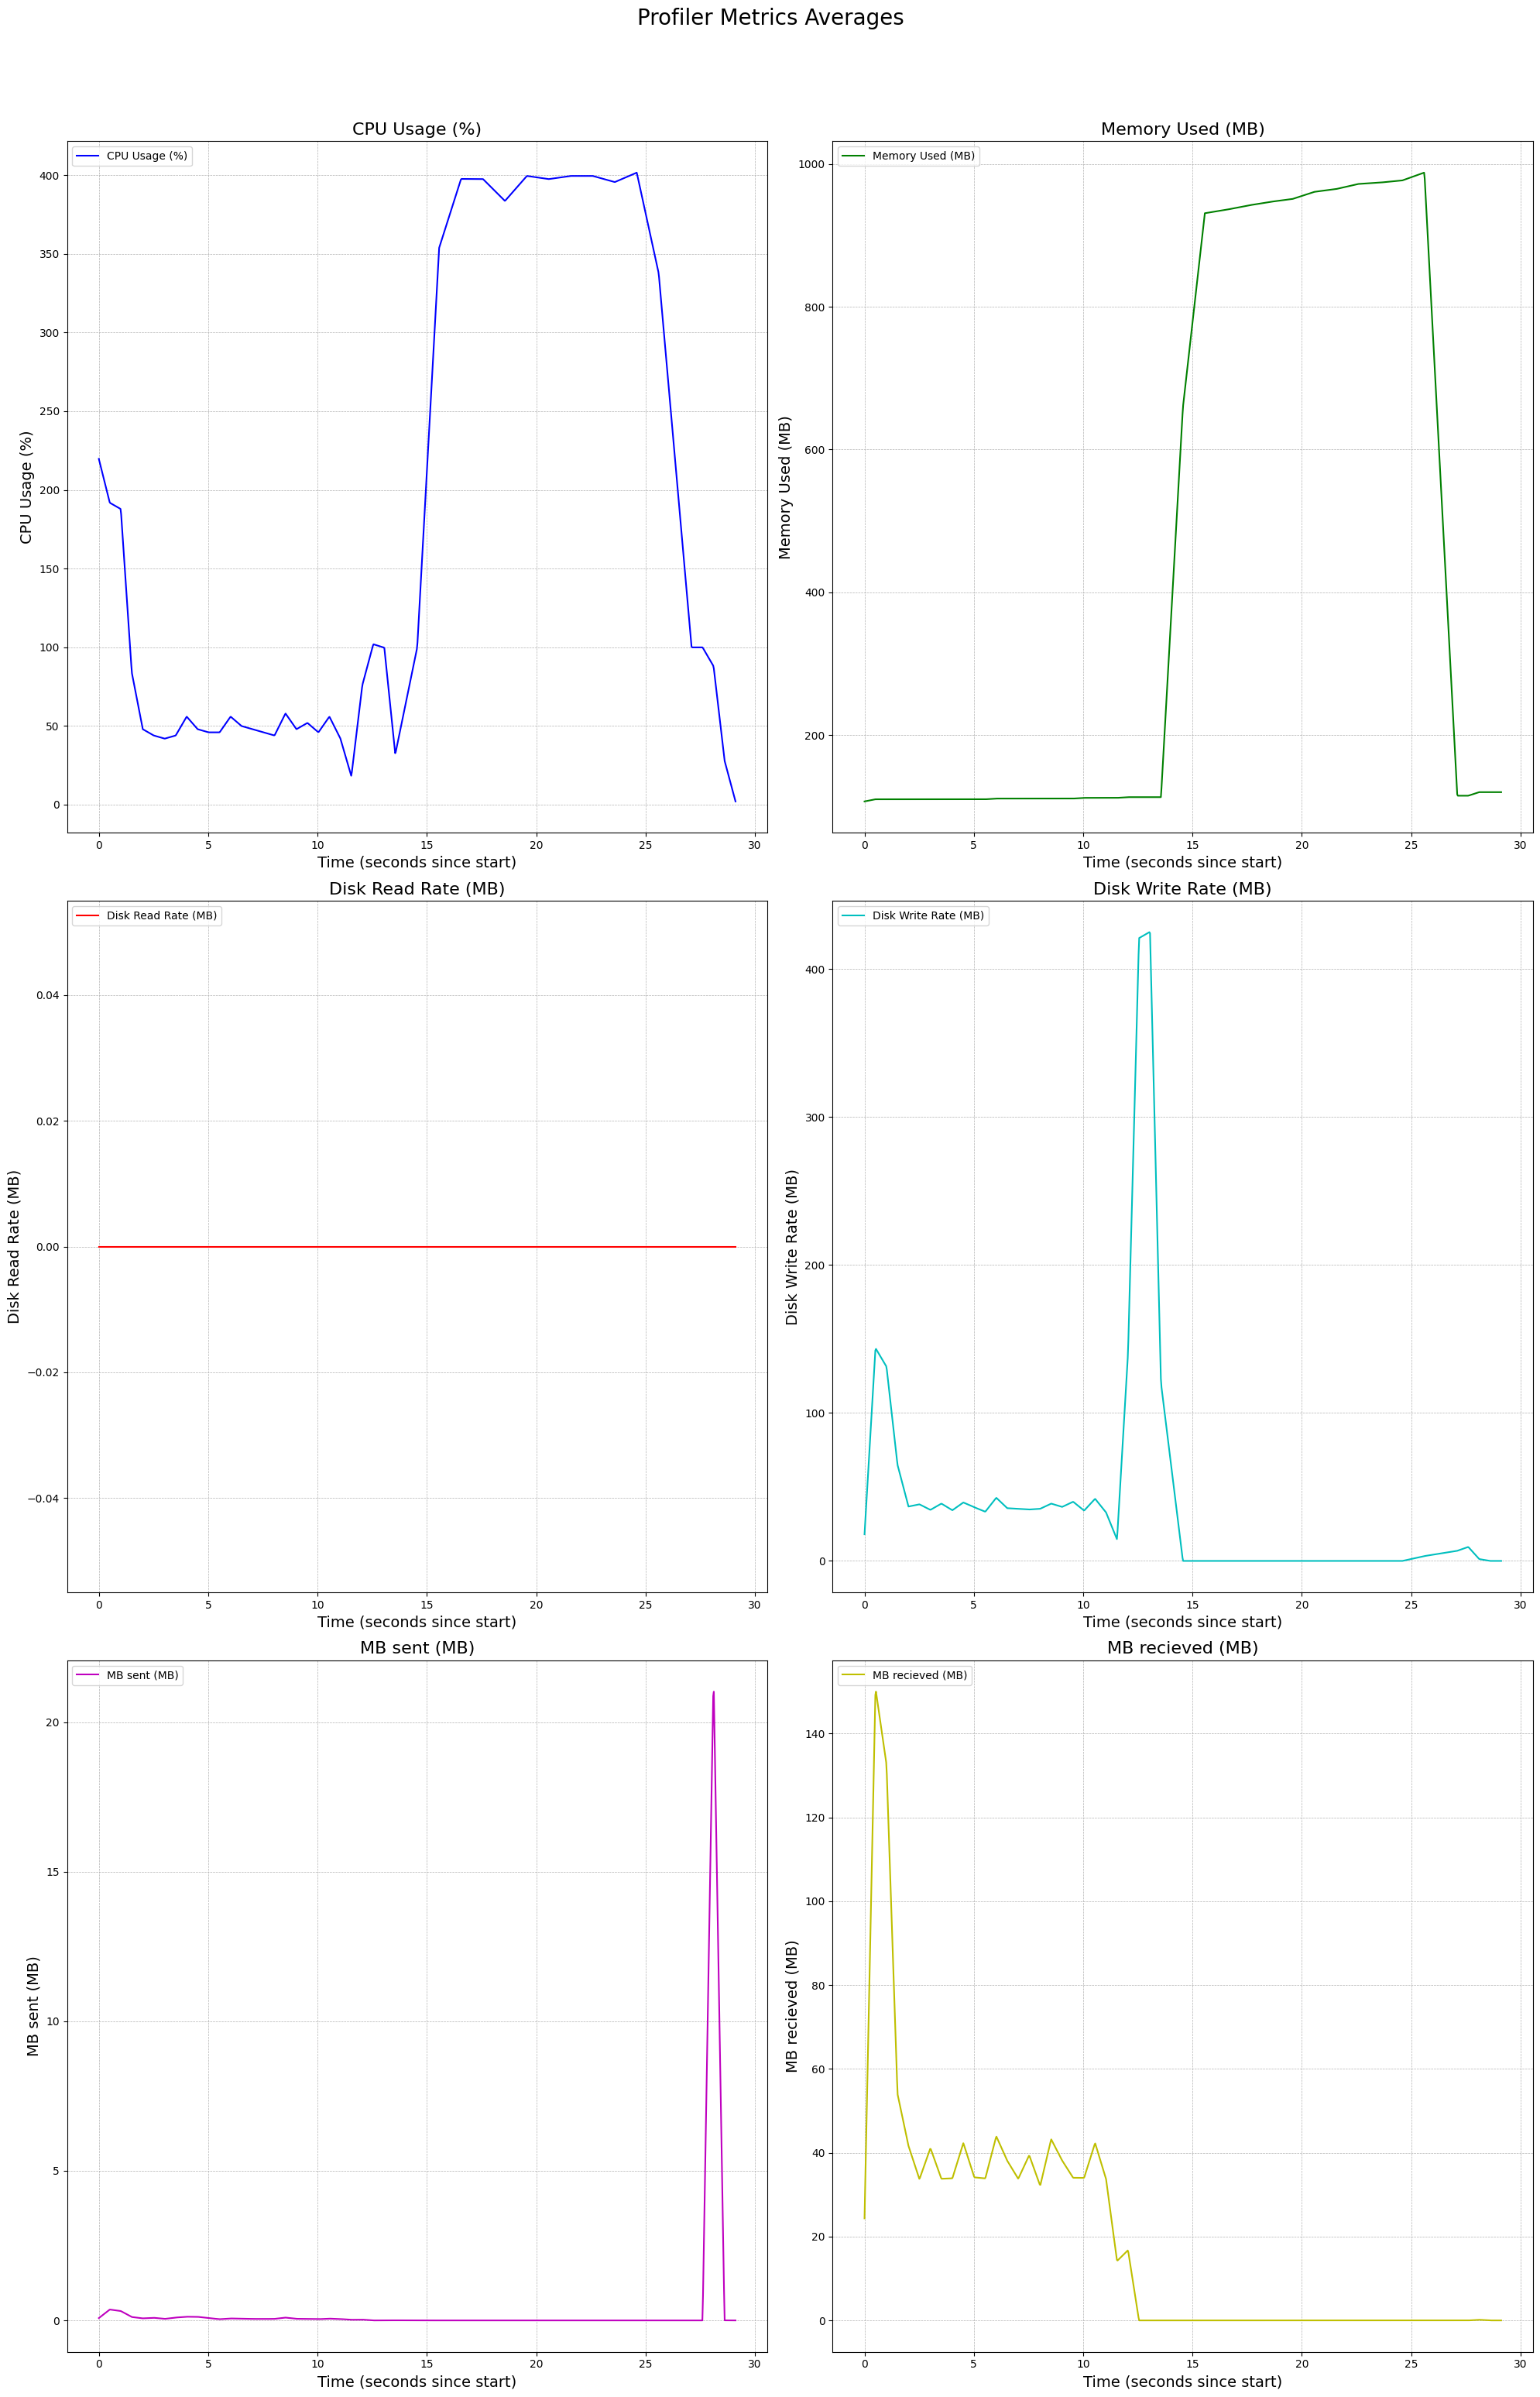 Profiler Metrics Averages
CPU Usage (%)
CPU Usage (%)
400
350
300
250
200
150
100
50
0
CPU Usage (%)
0 5 10 15 20 25 30
Time (seconds since start)
Memory Used (MB)
Memory Used (MB)
1000
800
600
400
200
Memory Used (MB)
0 5 10 15 20 25 30
Time (seconds since start)
Disk Read Rate (MB)
Disk Read Rate (MB)
0.04
0.02
0.00
−0.02
−0.04
Disk Read Rate (MB)
0 5 10 15 20 25 30
Time (seconds since start)
Disk Write Rate (MB)
Disk Write Rate (MB)
400
300
200
100
0
Disk Write Rate (MB)
0 5 10 15 20 25 30
Time (seconds since start)
MB sent (MB)
MB sent (MB)
20
15
10
5
0
MB sent (MB)
0 5 10 15 20 25 30
Time (seconds since start)
MB recieved (MB)
MB recieved (MB)
140
120
100
80
60
40
20
0
MB recieved (MB)
0 5 10 15 20 25 30
Time (seconds since start)